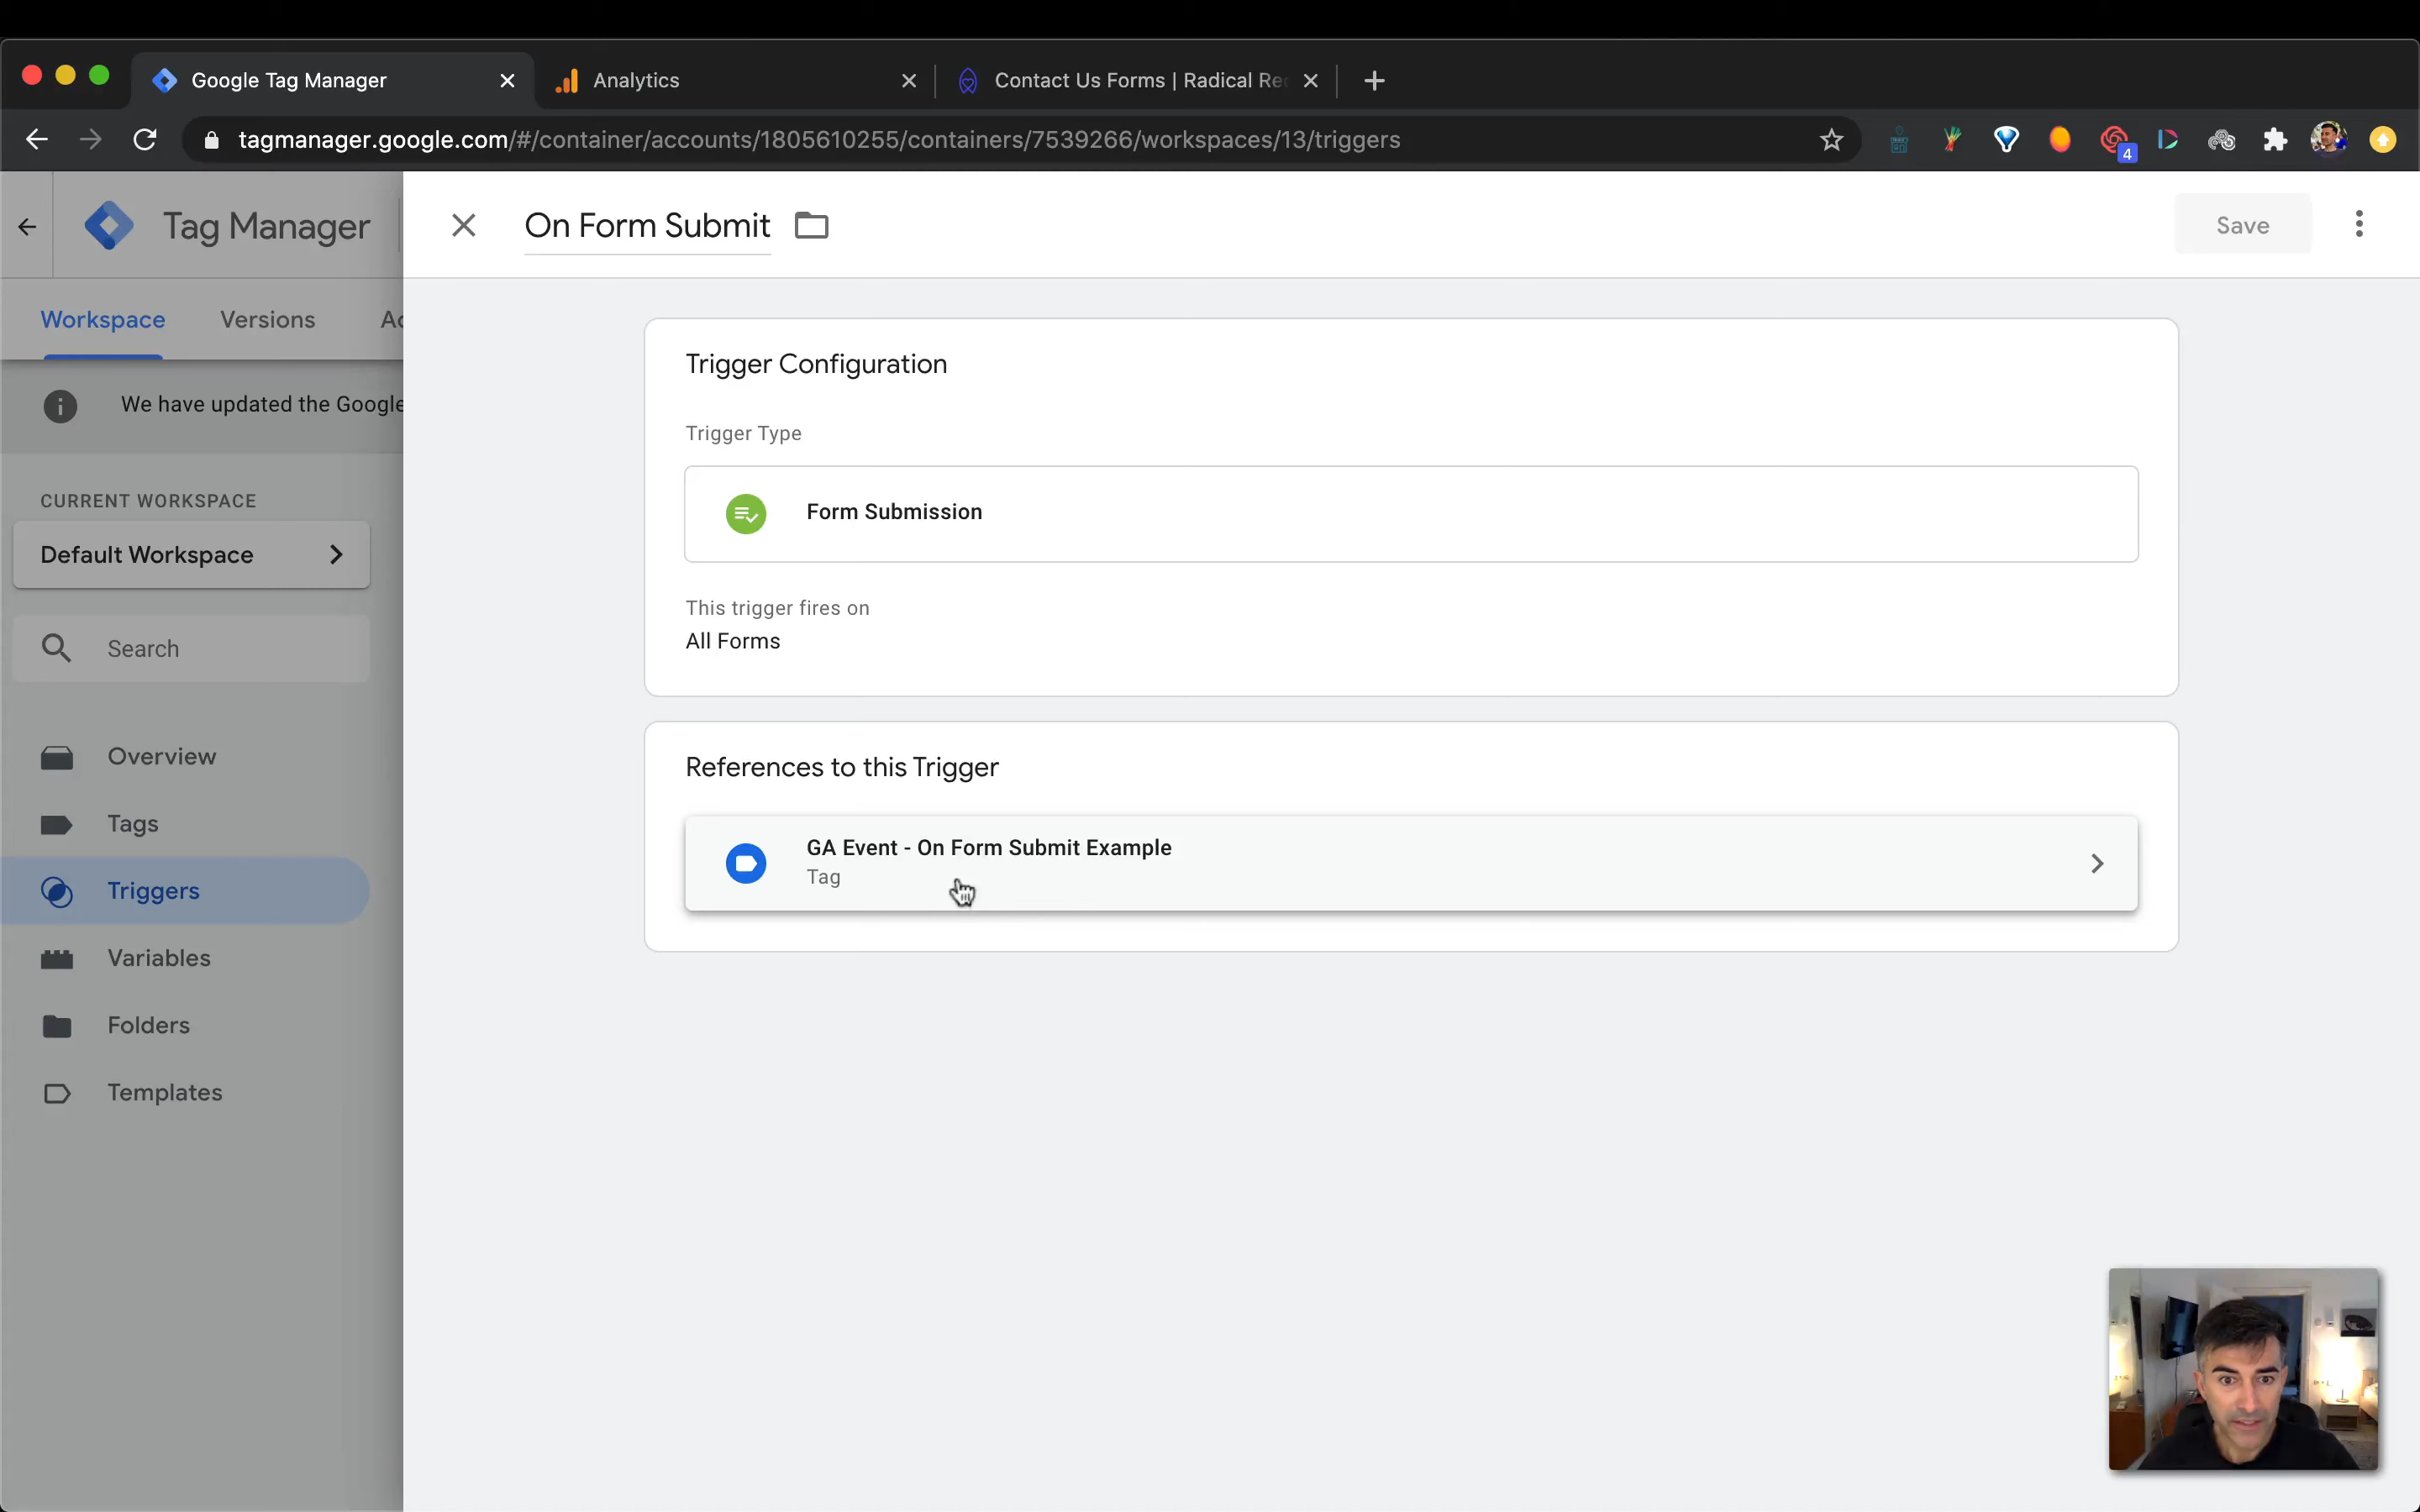 Google Tag Manager
Analytics
Contact Us Forms | Radical Re
tagmanager.google.com/#/container/accounts/1805610255/containers/7539266/workspaces/13/triggers
4
Tag Manager
On Form Submit
Save
Workspace
Versions
Ad
We have updated the Google
Trigger Configuration
Trigger Type
Form Submission
This trigger fires on
All Forms
CURRENT WORKSPACE
Default Workspace
Search
Overview
Tags
Triggers
Variables
Folders
Templates
References to this Trigger
GA Event - On Form Submit Example
Tag